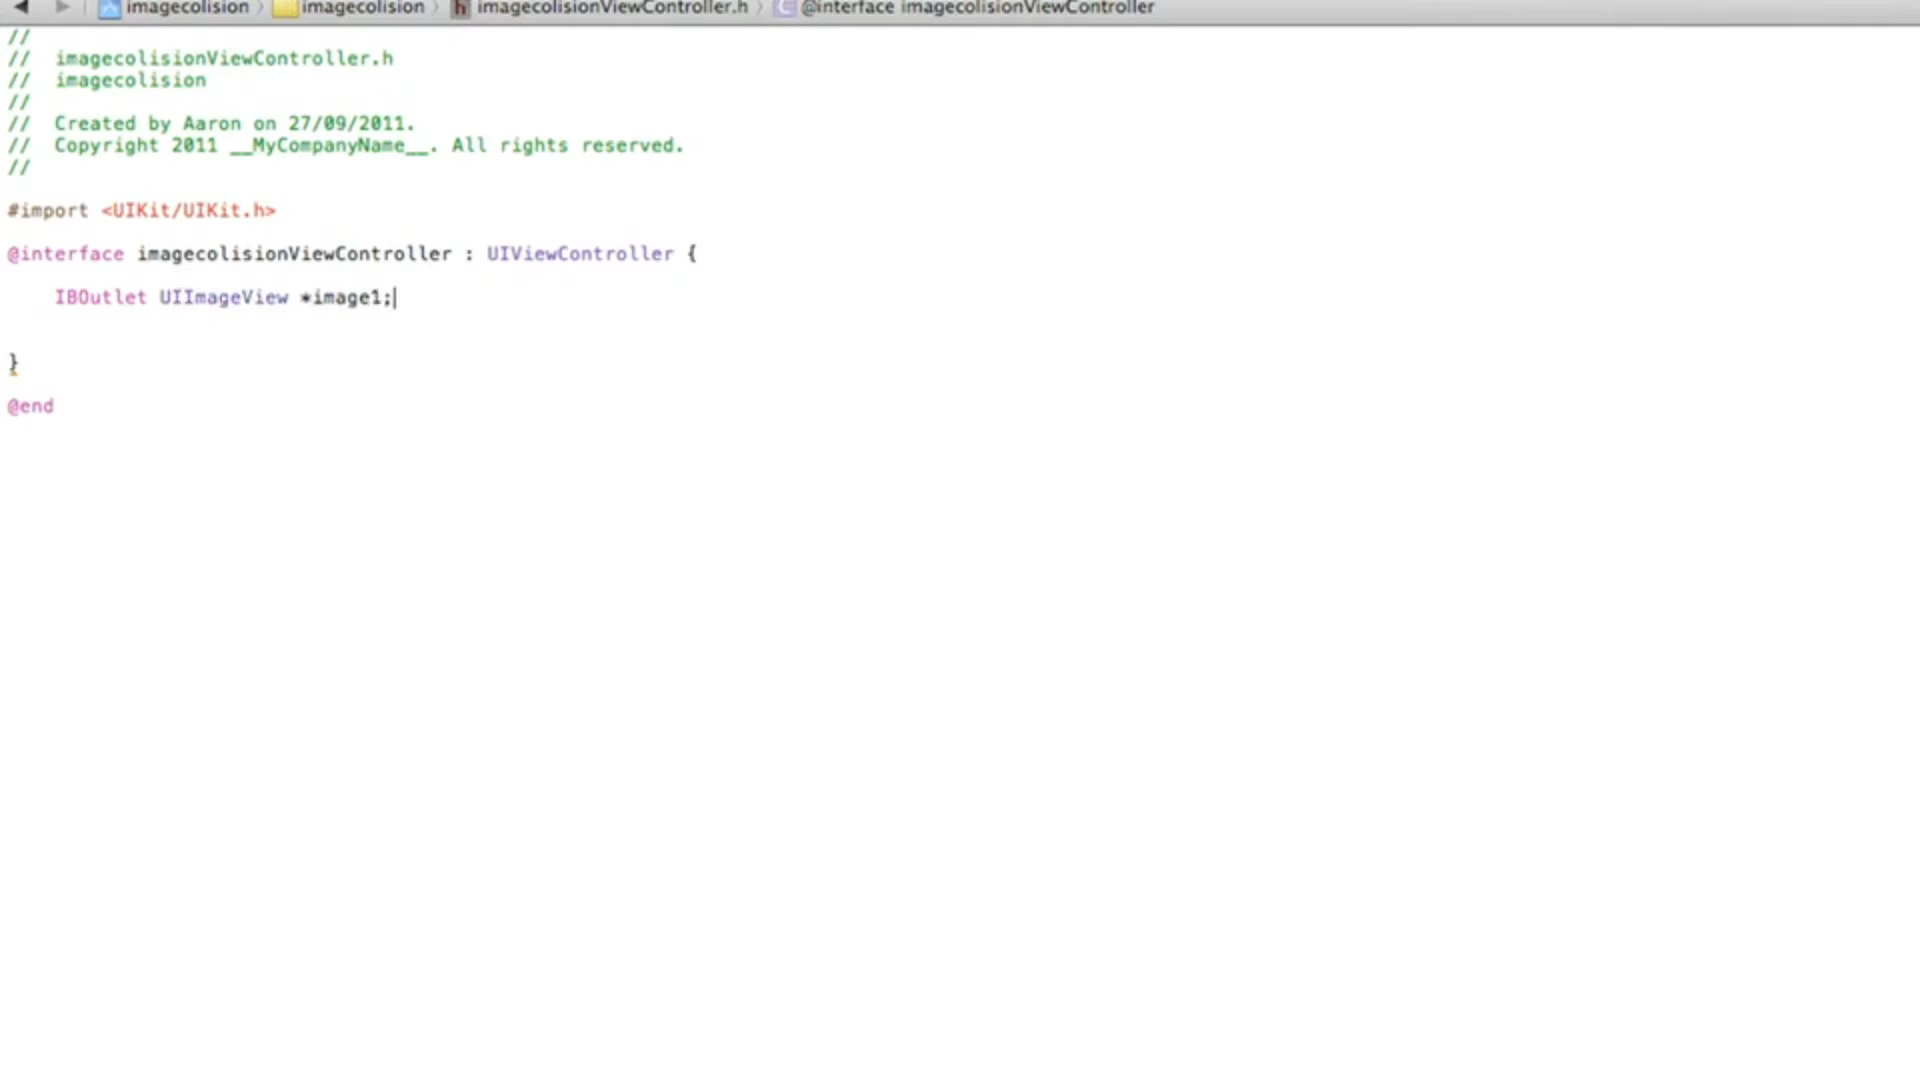 imagecolision › imagecolision › h imagecolisionViewController.h › C @interface imagecolisionViewController
//
//  imagecolisionViewController.h
//  imagecolision
//
//  Created by Aaron on 27/09/2011.
//  Copyright 2011 __MyCompanyName__. All rights reserved.
//
#import <UIKit/UIKit.h>
@interface imagecolisionViewController : UIViewController {
    IBOutlet UIImageView *image1;
}
@end